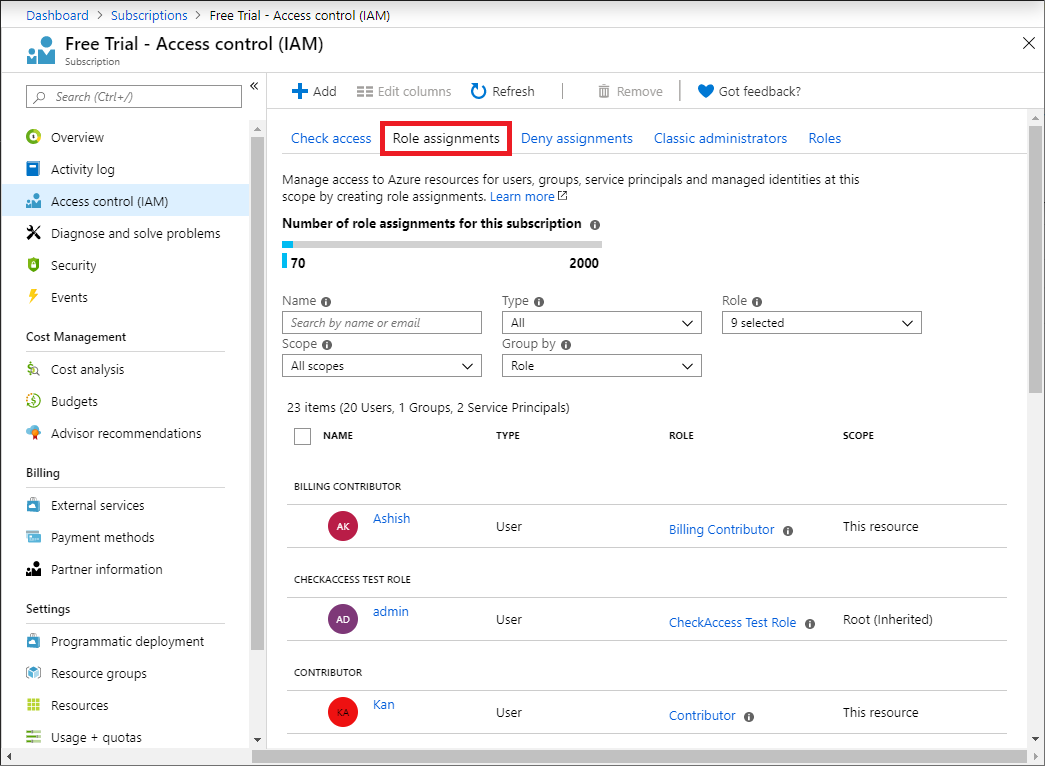 Dashboard > Subscriptions > Free Trial - Access control (IAM)
Free Trial - Access control (IAM)
Subscription
Search (Ctrl+/)
Overview
Activity log
Access control (IAM)
Diagnose and solve problems
Security
Events
Cost Management
Cost analysis
Budgets
Advisor recommendations
Billing
External services
Payment methods
Partner information
Settings
Programmatic deployment
Resource groups
Resources
Usage + quotas
Add Edit columns Refresh Remove Got feedback?
Check access Role assignments Deny assignments Classic administrators Roles
Manage access to Azure resources for users, groups, service principals and managed identities at this
scope by creating role assignments. Learn more
Number of role assignments for this subscription
70 2000
Name Type Role
Search by name or email All 9 selected
Scope Group by
All scopes Role
23 items (20 Users, 1 Groups, 2 Service Principals)
NAME TYPE ROLE SCOPE
BILLING CONTRIBUTOR
AK Ashish User Billing Contributor This resource
CHECKACCESS TEST ROLE
AD admin User CheckAccess Test Role Root (Inherited)
CONTRIBUTOR
KA Kan User Contributor This resource